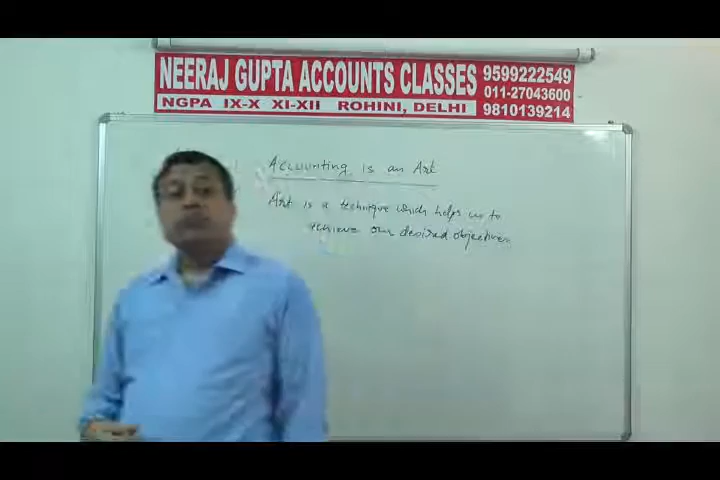 NEERAJ GUPTA ACCOUNTS CLASSES
NGPA IX-X XI-XII ROHINI, DELHI
9599222549
011-27043600
9810139214
Accounting is an Art
Art is a technique which helps us to
achieve our desired objectives